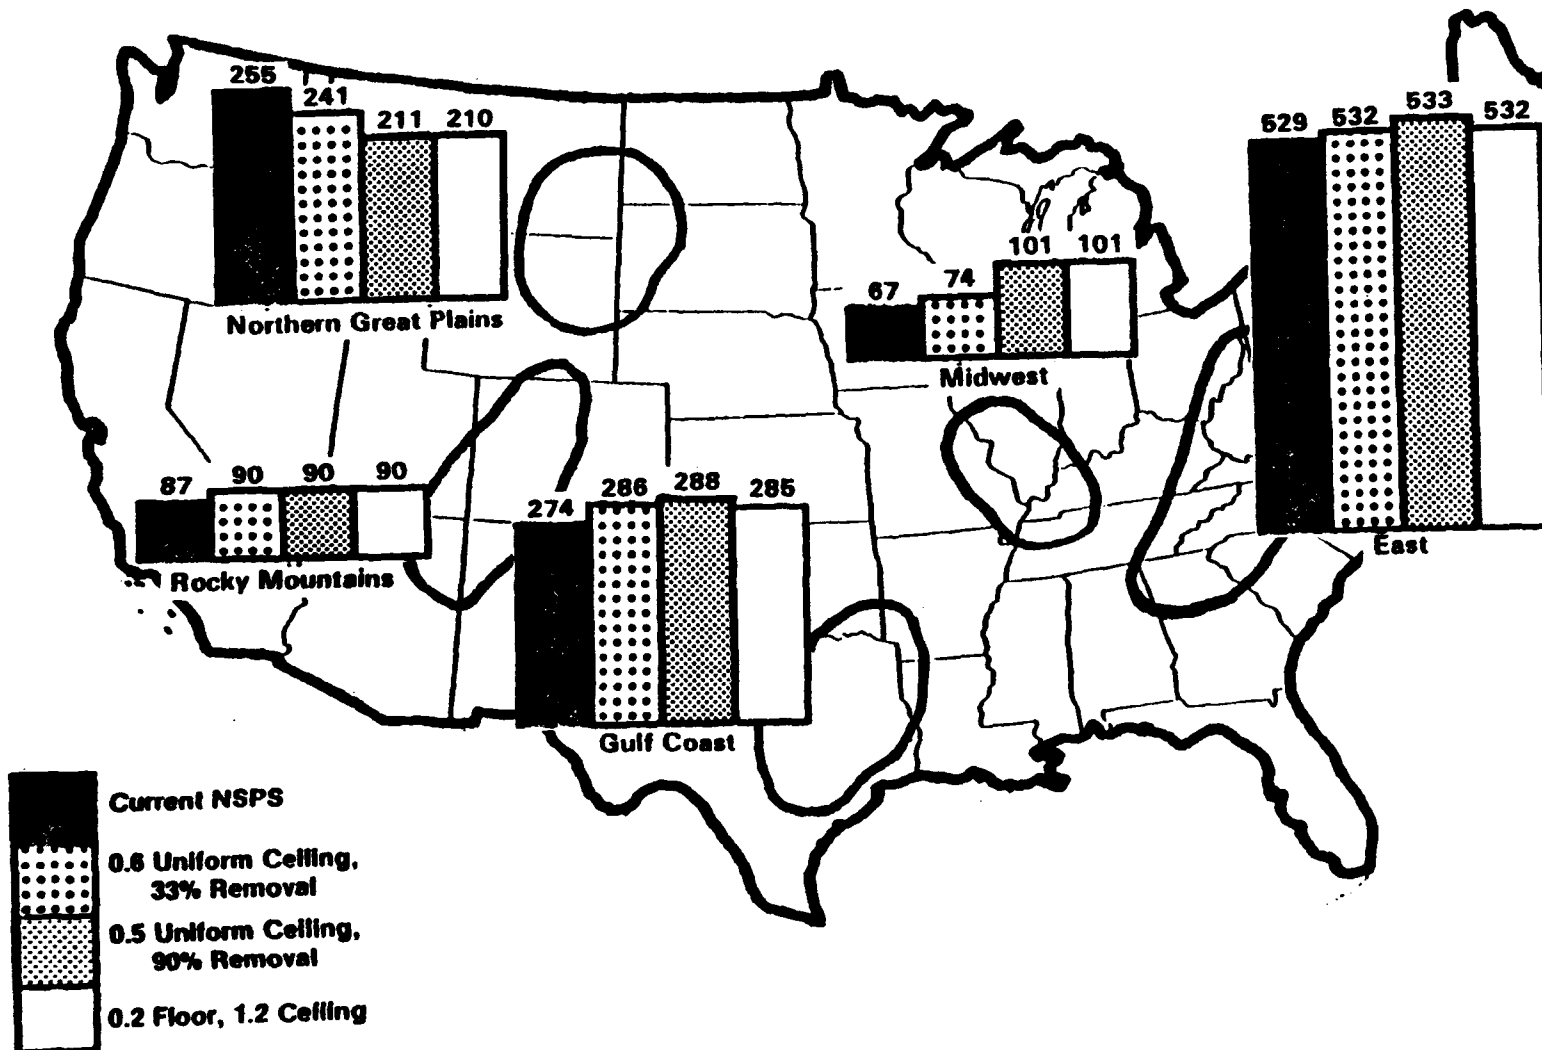 255
241
211
210
Northern Great Plains
529
532
533
532
East
67
74
101
101
Midwest
87
90
90
90
Rocky Mountains
274
286
288
285
Gulf Coast
Current NSPS
0.6 Uniform Ceiling,
33% Removal
0.5 Uniform Ceiling,
90% Removal
0.2 Floor, 1.2 Ceiling